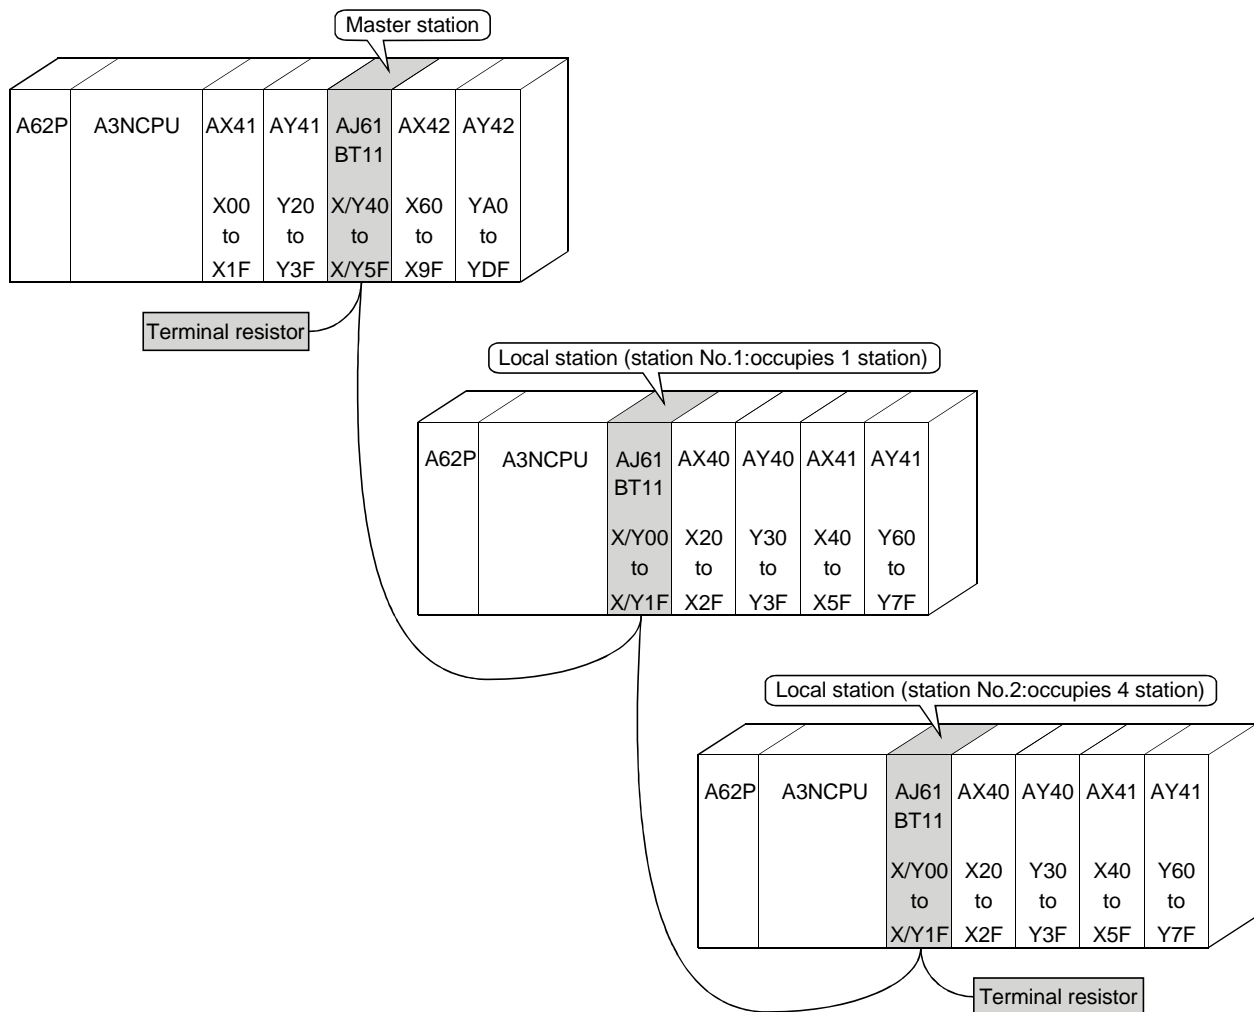 Master station
A62P A3NCPU AX41 AY41 AJ61 AX42 AY42
BT11
X00 Y20 X/Y40 X60 YA0
to to to to to
X1F Y3F X/Y5F X9F YDF
Terminal resistor
Local station (station No.1:occupies 1 station)
A62P A3NCPU AJ61 AX40 AY40 AX41 AY41
BT11
X/Y00 X20 Y30 X40 Y60
to to to to to
X/Y1F X2F Y3F X5F Y7F
Local station (station No.2:occupies 4 station)
A62P A3NCPU AJ61 AX40 AY40 AX41 AY41
BT11
X/Y00 X20 Y30 X40 Y60
to to to to to
X/Y1F X2F Y3F X5F Y7F
Terminal resistor